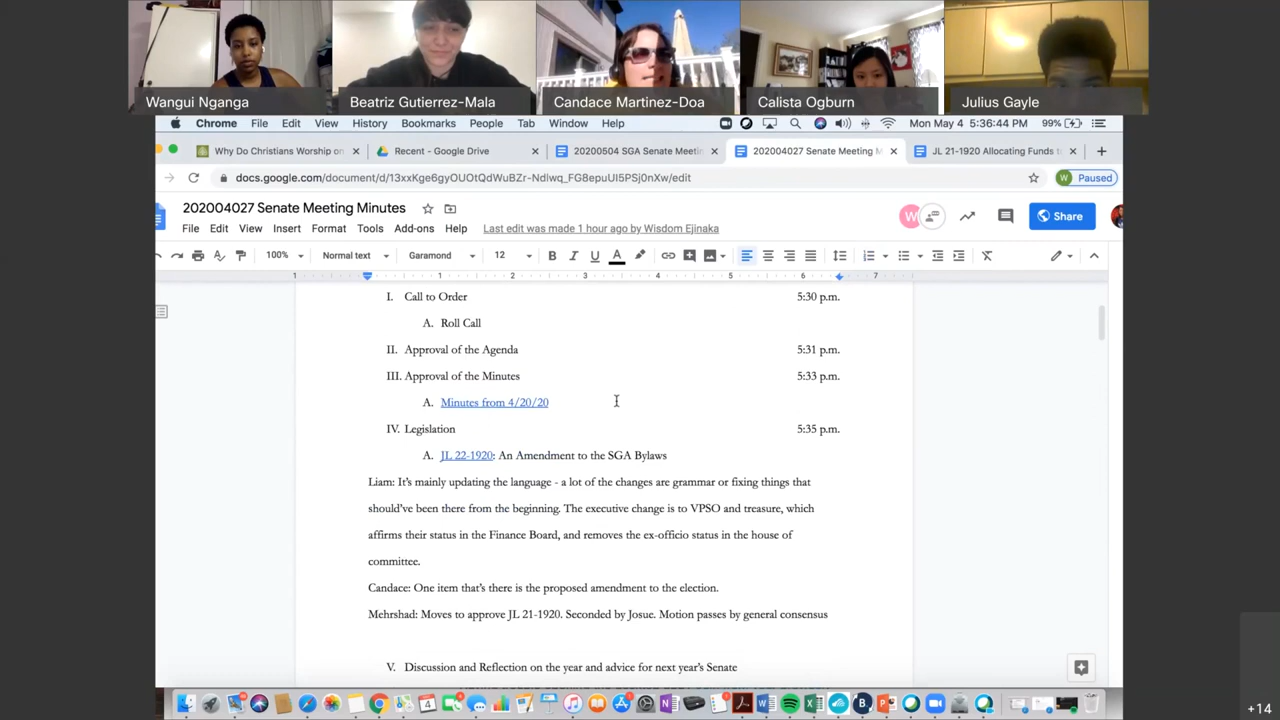 Wangui Nganga
Beatriz Gutierrez-Mala
Candace Martinez-Doa
Calista Ogburn
Julius Gayle
Chrome File Edit View History Bookmarks People Tab Window Help
Mon May 4 5:36:44 PM 99%
Why Do Christians Worship on
Recent - Google Drive
20200504 SGA Senate Meetin
202004027 Senate Meeting M
JL 21-1920 Allocating Funds t
docs.google.com/document/d/13xxKge6gyOUOtQdWuBZr-Ndlwq_FG8epuUI5PSj0nXw/edit
W Paused
202004027 Senate Meeting Minutes
W
Share
File Edit View Insert Format Tools Add-ons Help Last edit was made 1 hour ago by Wisdom Ejinaka
100% Normal text Garamond 12 B I U A
1 1 2 3 4 5 6 7
I. Call to Order 5:30 p.m.
A. Roll Call
II. Approval of the Agenda 5:31 p.m.
III. Approval of the Minutes 5:33 p.m.
A. Minutes from 4/20/20
IV. Legislation 5:35 p.m.
A. JL 22-1920: An Amendment to the SGA Bylaws
Liam: It's mainly updating the language - a lot of the changes are grammar or fixing things that
should've been there from the beginning. The executive change is to VPSO and treasure, which
affirms their status in the Finance Board, and removes the ex-officio status in the house of
committee.
Candace: One item that's there is the proposed amendment to the election.
Mehrshad: Moves to approve JL 21-1920. Seconded by Josue. Motion passes by general consensus
V. Discussion and Reflection on the year and advice for next year's Senate
+14